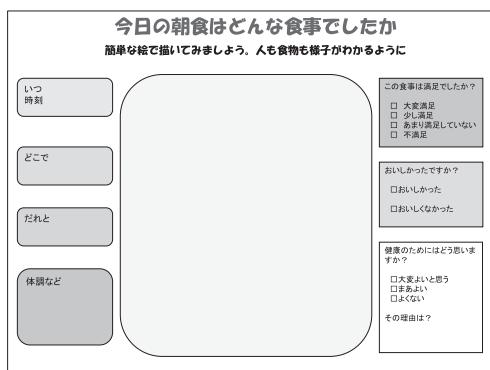 今日の朝食はどんな食事でしたか
簡単な絵で描いてみましょう。人も食物も様子がわかるように
いつ
時刻
どこで
だれと
体調など
この食事は満足でしたか？
□ 大変満足
□ 少し満足
□ あまり満足していない
□ 不満足
おいしかったですか？
□おいしかった
□おいしくなかった
健康のためにはどう思いま
すか？
□大変よいと思う
□まあよい
□よくない
その理由は？